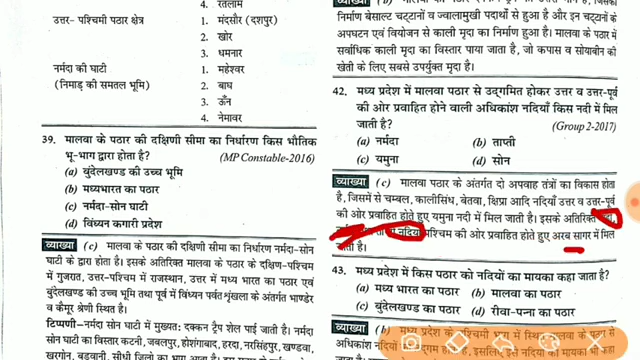 4. रतलाम
उत्तर- पश्चिमी पठार क्षेत्र
1. मंदसौर (दशपुर)
2. खोर
3. धमनार
नर्मदा की घाटी
1. महेश्वर
(निमाड़ की समतल भूमि)
2. बाघ
3. ऊँन
4. नेमावर
39. मालवा के पठार की दक्षिणी सीमा का निर्धारण किस भौतिक
भू-भाग द्वारा होता है?
(MP Constable-2016)
(a) बुंदेलखण्ड की उच्च भूमि
(b) मध्यभारत का पठार
(c) नर्मदा-सोन घाटी
(d) विंध्यन कगारी प्रदेश
व्याख्या (c) मालवा के पठार की दक्षिणी सीमा का निर्धारण नर्मदा-सोन
घाटी के द्वारा होता है। इसके अतिरिक्त मालवा के पठार के दक्षिण-पश्चिम
में गुजरात, उत्तर-पश्चिम में राजस्थान, उत्तर में मध्य भारत का पठार एवं
बुंदेलखण्ड की उच्च भूमि तथा पूर्व में विंध्यन पर्वत श्रृंखला के अंतर्गत भाण्डेर
व कैमूर श्रेणी स्थित है।
टिप्पणी-नर्मदा सोन घाटी में मुख्यत: दक्कन ट्रैप शेल पाई जाती है। नर्मदा
सोन घाटी का विस्तार कटनी, जबलपुर, होशंगाबाद, हरदा, नरसिंहपुर, खण्डवा,
खरगोन, बड़वानी, सीधी जिलो का भाग आता है।
निर्माण बेसाल्ट चट्टानों व ज्वालामुखी पदार्थों से हुआ है और इन चट्टानों के
अपघटन एवं वियोजन से काली मृदा का निर्माण हुआ है। मालवा के पठार में
सर्वाधिक काली मृदा का विस्तार पाया जाता है, जो कपास व सोयाबीन की
खेती के लिए सबसे उपर्युक्त मृदा है।
42. मध्य प्रदेश में मालवा पठार से उद्गमित होकर उत्तर व उत्तर-पूर्व
की ओर प्रवाहित होने वाली अधिकांश नदियाँ किस नदी में मिल
जाती है?
(Group 2-2017)
(a) नर्मदा (b) ताप्ती
(c) यमुना (d) सोन
व्याख्या (c) मालवा पठार के अंतर्गत दो अपवाह तंत्रों का विकास होता
है, जिसमें से चम्बल, कालीसिंध, बेतवा, क्षिप्रा आदि नदियाँ उत्तर व उत्तर-पूर्व
की ओर प्रवाहित होते हुए यमुना नदी में मिल जाती है। इसके अतिरिक्त
नदियाँ पश्चिम की ओर प्रवाहित होते हुए अरब सागर में मिल
जाती है।
43. मध्य प्रदेश में किस पठार को नदियों का मायका कहा जाता है?
(a) मध्य भारत का पठार (b) मालवा का पठार
(c) बुंदेलखण्ड का पठार (d) रीवा-पन्ना का पठार
व्याख्या (b) मध्य प्रदेश के पश्चिमी भाग में स्थित मालवा के पठार से